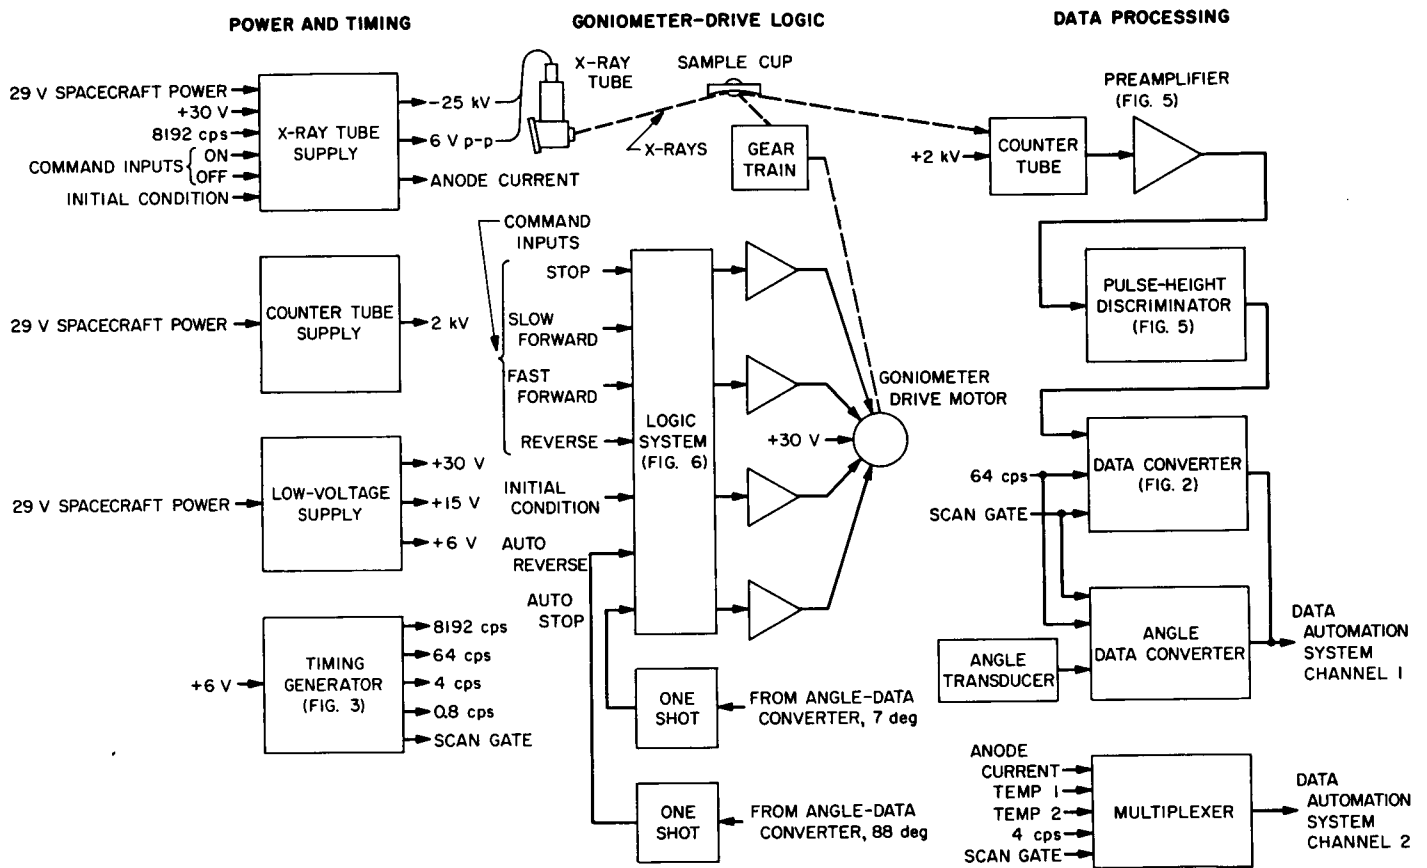 POWER AND TIMING
29 V SPACECRAFT POWER
+30 V
8192 cps
COMMAND INPUTS
ON
OFF
INITIAL CONDITION
X-RAY TUBE
SUPPLY
-25 kV
6 V p-p
ANODE CURRENT
29 V SPACECRAFT POWER
COUNTER TUBE
SUPPLY
2 kV
29 V SPACECRAFT POWER
LOW-VOLTAGE
SUPPLY
+30 V
+15 V
+6 V
+6 V
TIMING
GENERATOR
(FIG. 3)
8192 cps
64 cps
4 cps
0.8 cps
SCAN GATE
GONIOMETER-DRIVE LOGIC
X-RAY
TUBE
SAMPLE CUP
X-RAYS
GEAR
TRAIN
COMMAND
INPUTS
STOP
SLOW
FORWARD
FAST
FORWARD
REVERSE
INITIAL
CONDITION
AUTO
REVERSE
AUTO
STOP
LOGIC
SYSTEM
(FIG. 6)
GONIOMETER
DRIVE MOTOR
+30 V
ONE
SHOT
FROM ANGLE-DATA
CONVERTER, 7 deg
ONE
SHOT
FROM ANGLE-DATA
CONVERTER, 88 deg
DATA PROCESSING
PREAMPLIFIER
(FIG. 5)
+2 kV
COUNTER
TUBE
PULSE-HEIGHT
DISCRIMINATOR
(FIG. 5)
64 cps
SCAN GATE
DATA CONVERTER
(FIG. 2)
ANGLE
TRANSDUCER
ANGLE
DATA CONVERTER
DATA
AUTOMATION
SYSTEM
CHANNEL 1
ANODE
CURRENT
TEMP 1
TEMP 2
4 cps
SCAN GATE
MULTIPLEXER
DATA
AUTOMATION
SYSTEM
CHANNEL 2